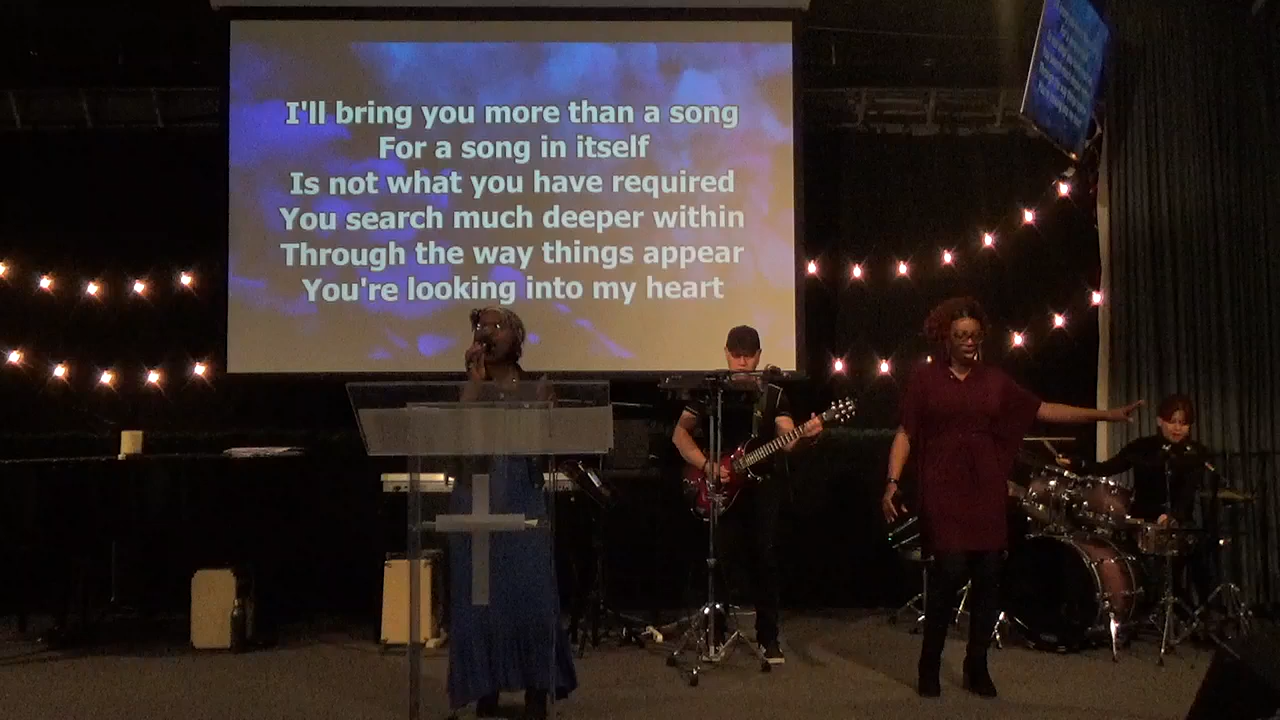 I'll bring you more than a song
For a song in itself
Is not what you have required
You search much deeper within
Through the way things appear
You're looking into my heart